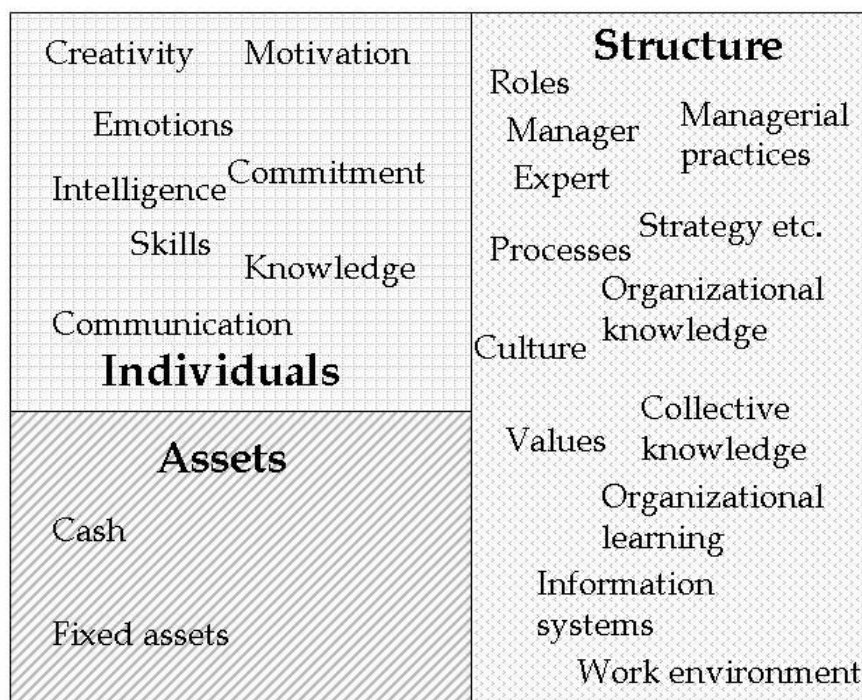 Creativity
Motivation
Emotions
Intelligence
Commitment
Skills
Knowledge
Communication
Individuals
Assets
Cash
Fixed assets
Structure
Roles
Manager
Managerial
practices
Expert
Strategy etc.
Processes
Organizational
knowledge
Culture
Values
Collective
knowledge
Organizational
learning
Information
systems
Work environment